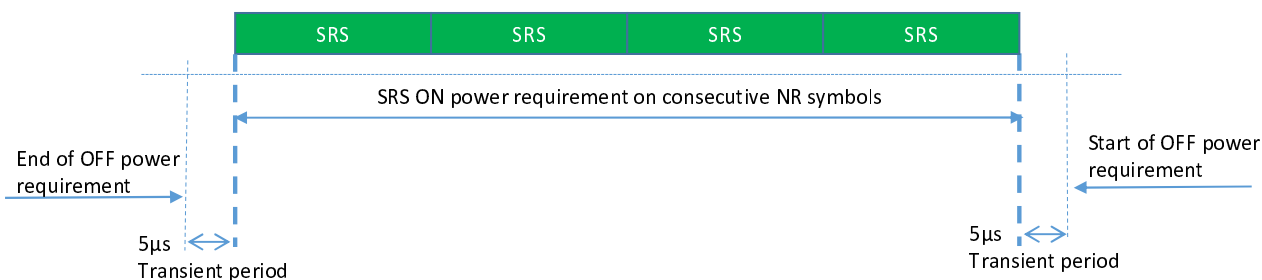 SRS SRS SRS SRS
SRS ON power requirement on consecutive NR symbols
End of OFF power
requirement
Start of OFF power
requirement
5µs
Transient period
5µs
Transient period